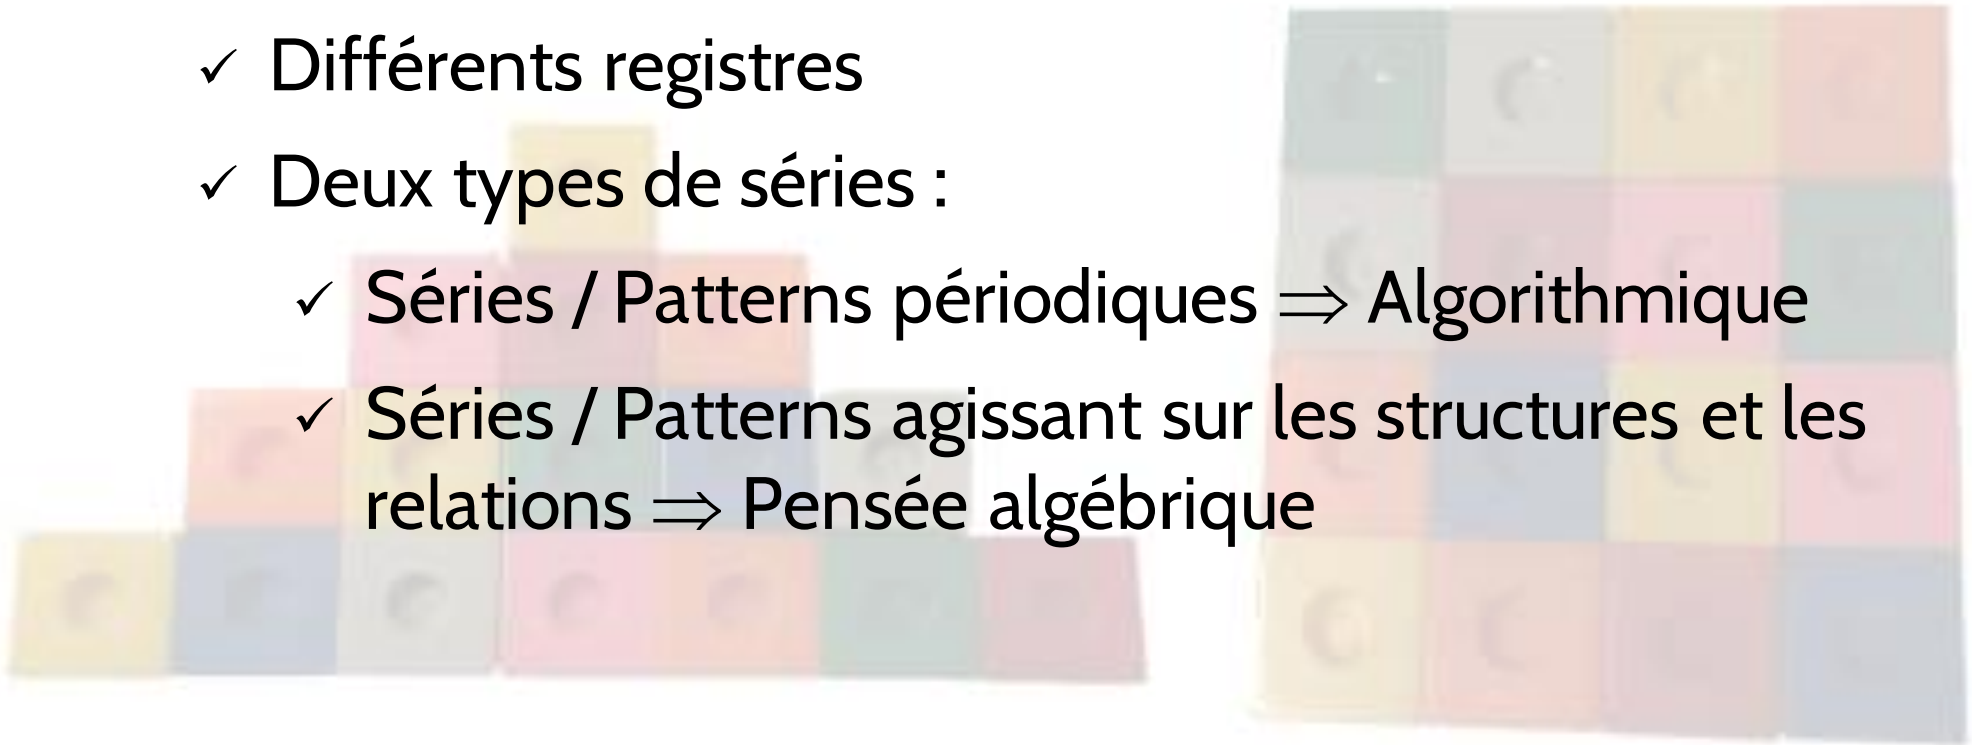 ✓ Différents registres
✓ Deux types de séries :
✓ Séries / Patterns périodiques ⇒ Algorithmique
✓ Séries / Patterns agissant sur les structures et les
relations ⇒ Pensée algébrique